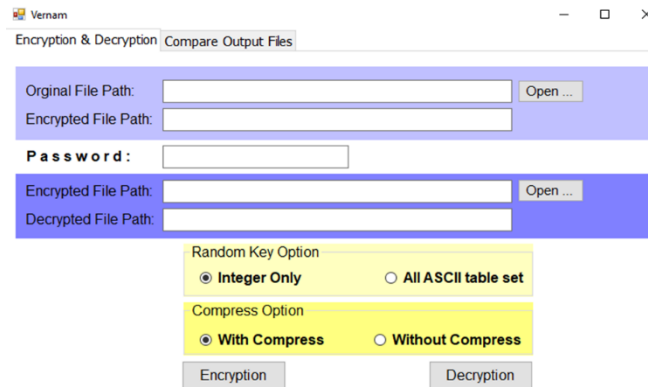 Vernam
Encryption & Decryption Compare Output Files
Orginal File Path: Open ...
Encrypted File Path:
Password:
Encrypted File Path: Open ...
Decrypted File Path:
Random Key Option
Integer Only All ASCII table set
Compress Option
With Compress Without Compress
Encryption Decryption